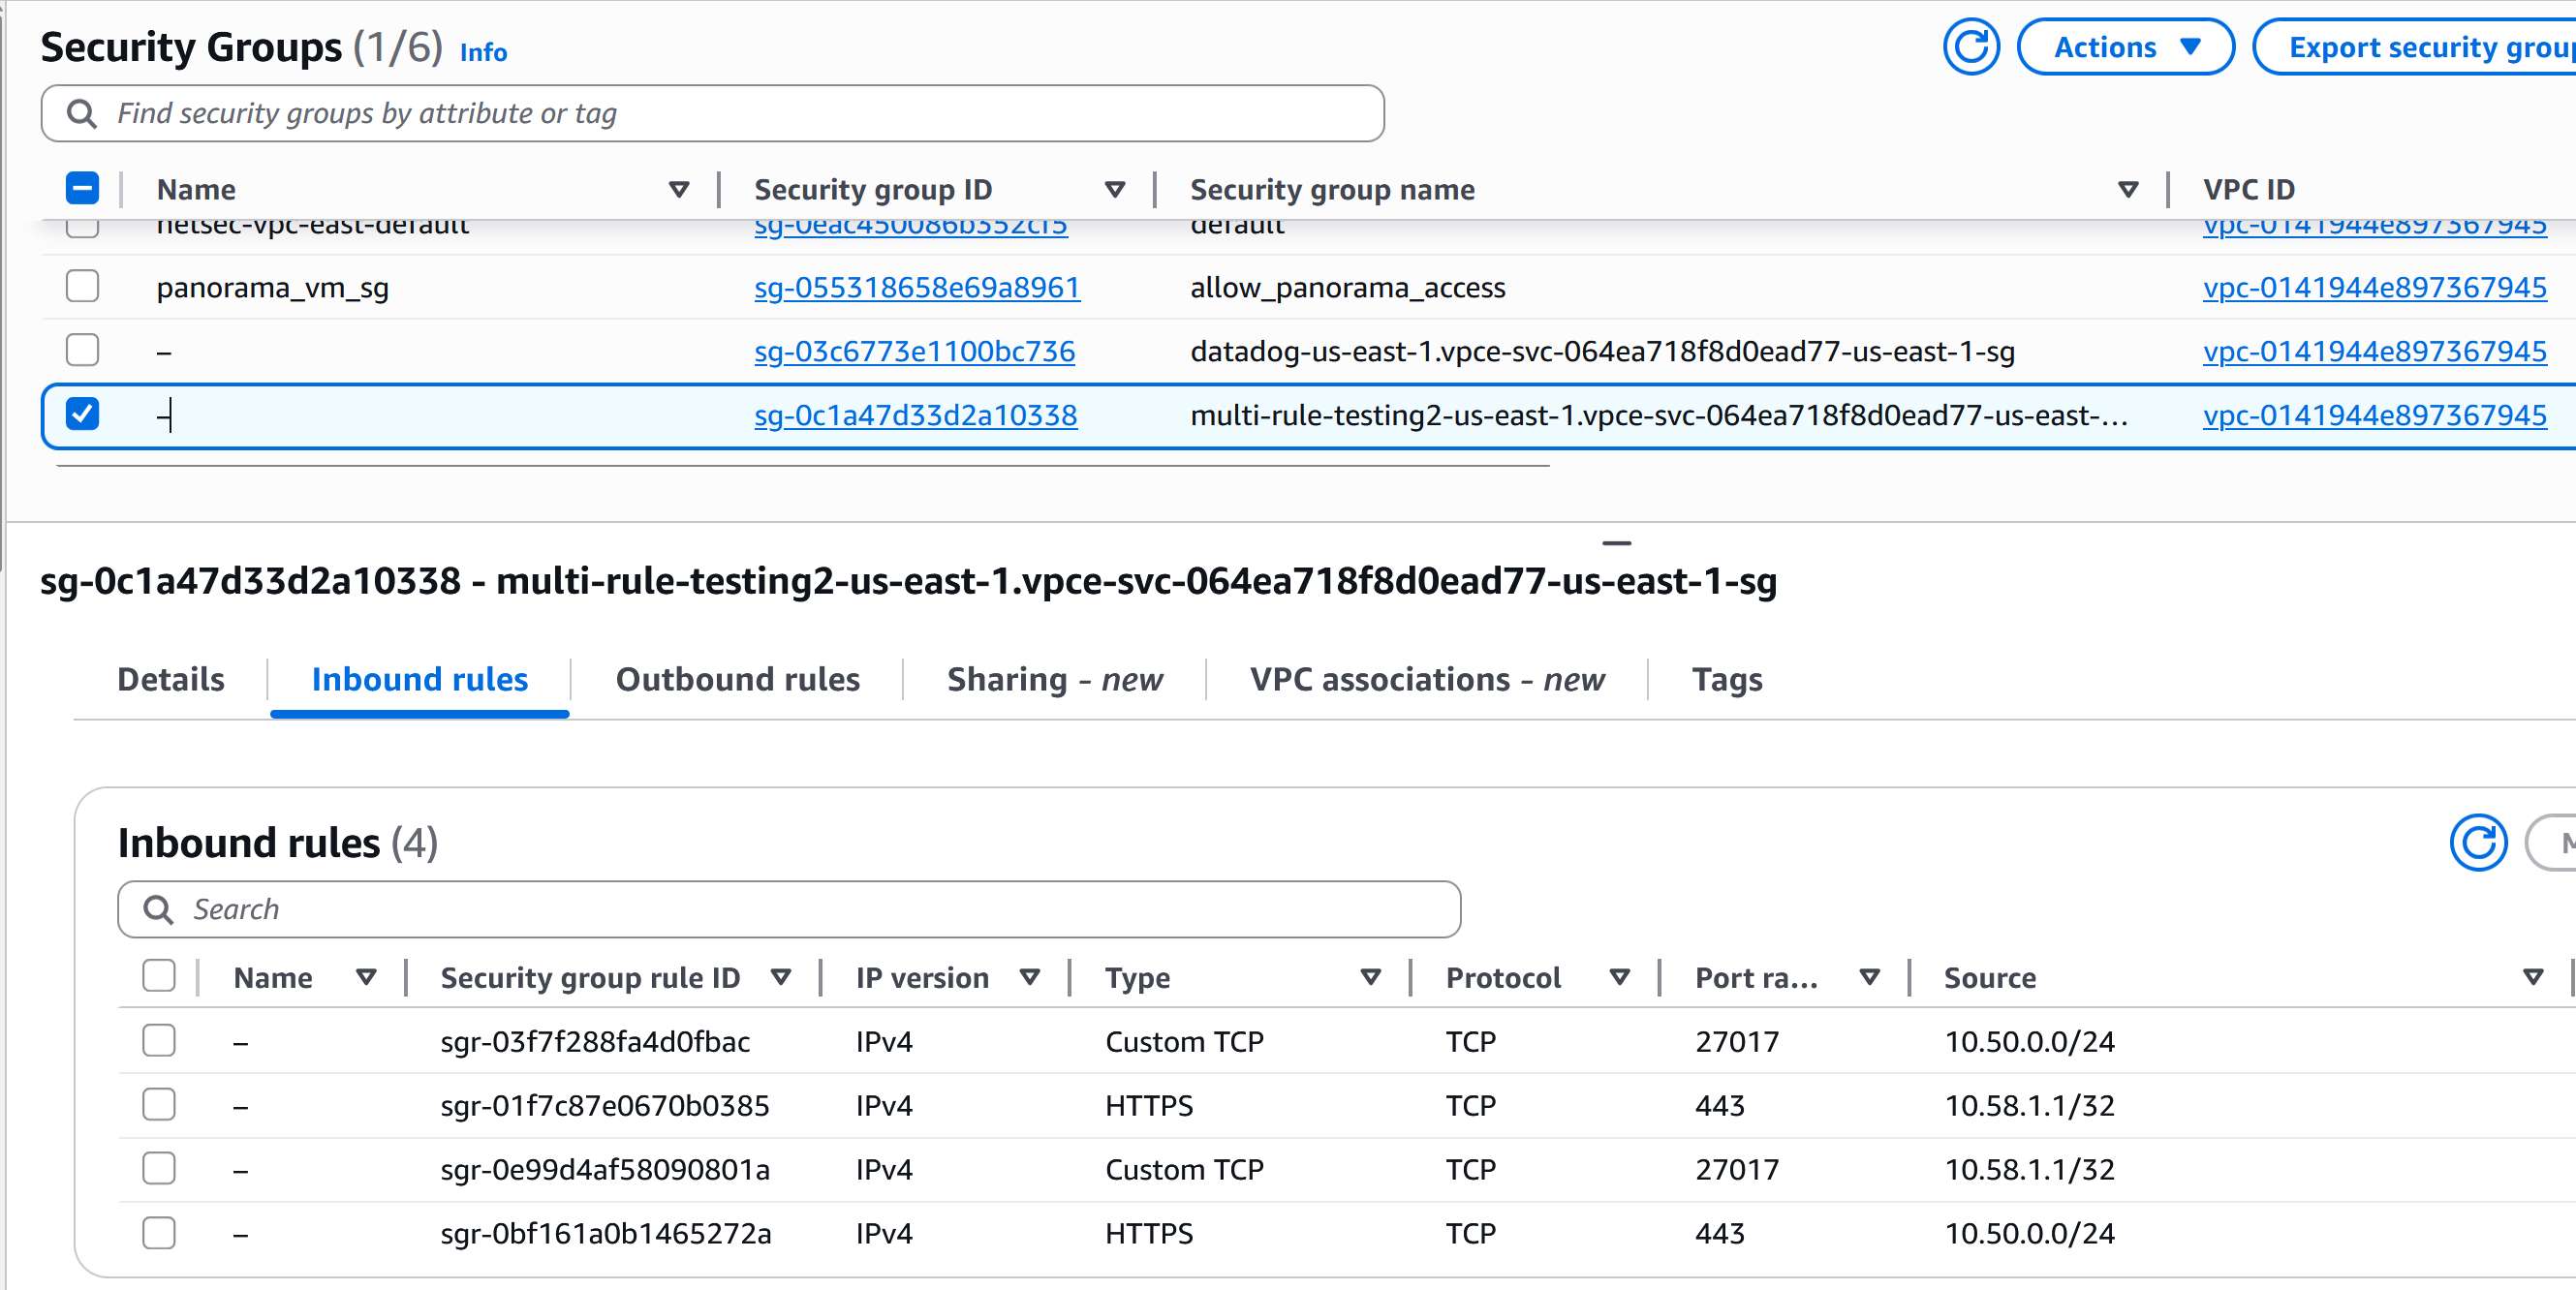 Security Groups (1/6) Info
Actions
Export security group
Find security groups by attribute or tag
Name Security group ID Security group name VPC ID
netsec-vpc-east-default sg-0eac450086b352cf5 default vpc-0141944e897367945
panorama_vm_sg sg-055318658e69a8961 allow_panorama_access vpc-0141944e897367945
– sg-03c6773e1100bc736 datadog-us-east-1.vpce-svc-064ea718f8d0ead77-us-east-1-sg vpc-0141944e897367945
– sg-0c1a47d33d2a10338 multi-rule-testing2-us-east-1.vpce-svc-064ea718f8d0ead77-us-east-... vpc-0141944e897367945
sg-0c1a47d33d2a10338 - multi-rule-testing2-us-east-1.vpce-svc-064ea718f8d0ead77-us-east-1-sg
Details Inbound rules Outbound rules Sharing - new VPC associations - new Tags
Inbound rules (4)
Search
Name Security group rule ID IP version Type Protocol Port ra... Source
– sgr-03f7f288fa4d0fbac IPv4 Custom TCP TCP 27017 10.50.0.0/24
– sgr-01f7c87e0670b0385 IPv4 HTTPS TCP 443 10.58.1.1/32
– sgr-0e99d4af58090801a IPv4 Custom TCP TCP 27017 10.58.1.1/32
– sgr-0bf161a0b1465272a IPv4 HTTPS TCP 443 10.50.0.0/24